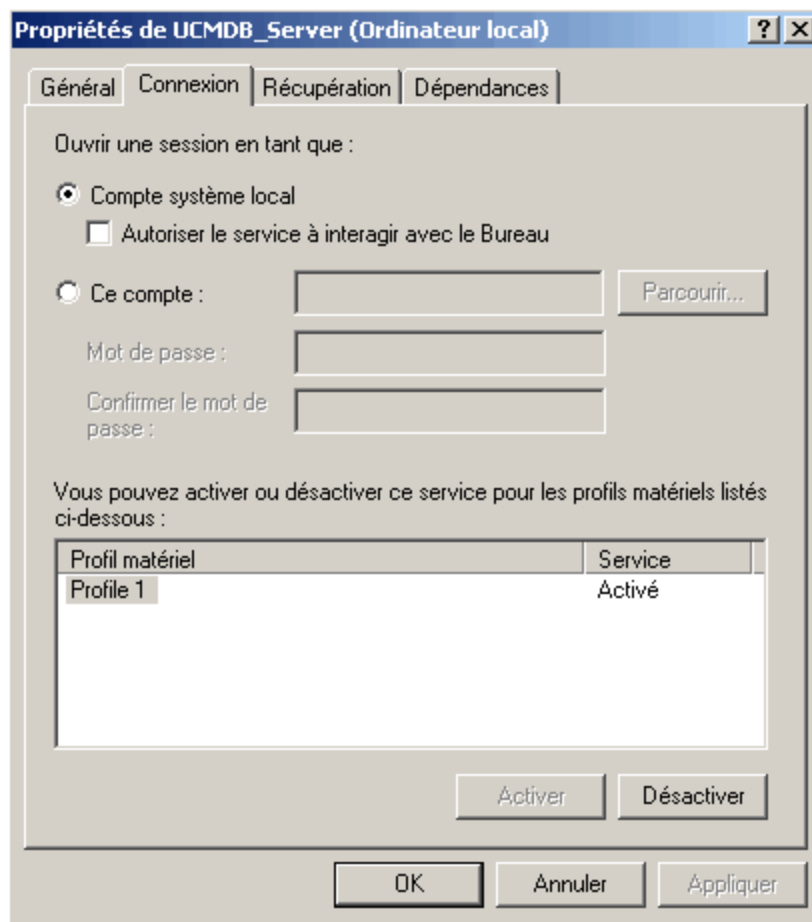 Propriétés de UCMDB_Server (Ordinateur local)
Général Connexion Récupération Dépendances
Ouvrir une session en tant que :
Compte système local
Autoriser le service à interagir avec le Bureau
Ce compte : Parcourir...
Mot de passe :
Confirmer le mot de
passe :
Vous pouvez activer ou désactiver ce service pour les profils matériels listés
ci-dessous :
Profil matériel Service
Profile 1 Activé
Activer Désactiver
OK Annuler Appliquer